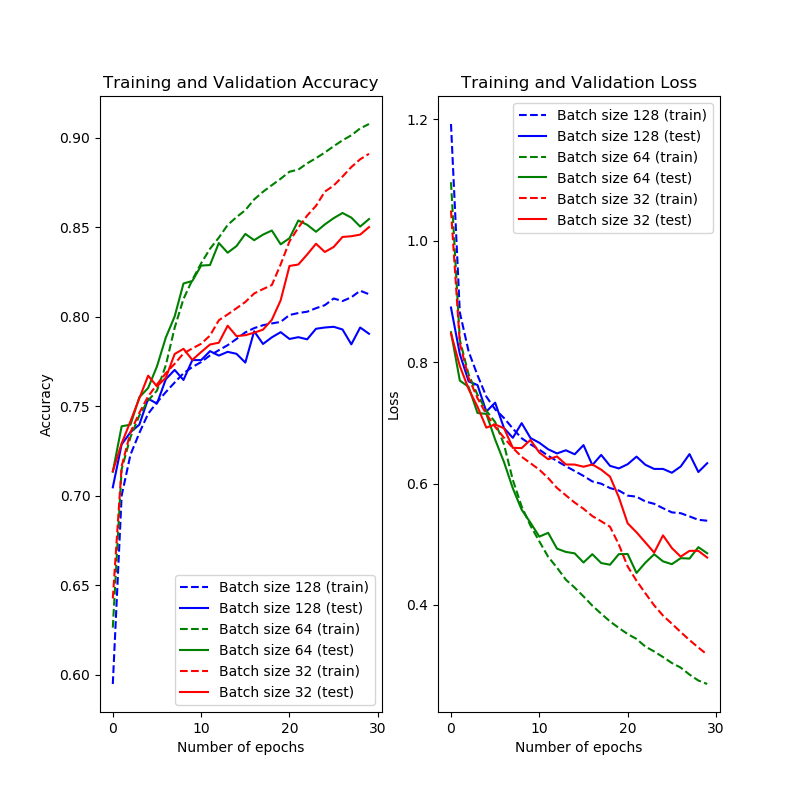 Training and Validation Accuracy
Accuracy
0.90
0.85
0.80
0.75
0.70
0.65
0.60
Batch size 128 (train)
Batch size 128 (test)
Batch size 64 (train)
Batch size 64 (test)
Batch size 32 (train)
Batch size 32 (test)
0 10 20 30
Number of epochs
Training and Validation Loss
Loss
1.2
1.0
0.8
0.6
0.4
Batch size 128 (train)
Batch size 128 (test)
Batch size 64 (train)
Batch size 64 (test)
Batch size 32 (train)
Batch size 32 (test)
0 10 20 30
Number of epochs